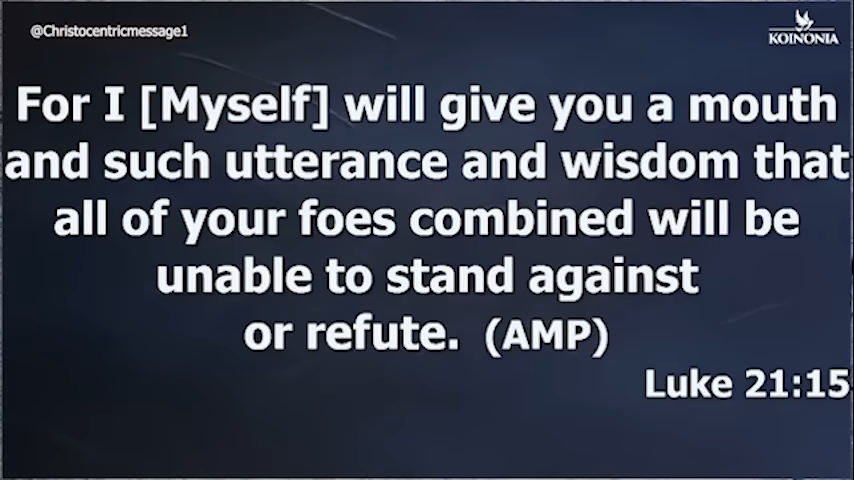 @Christocentricmessage1
KOINONIA
For I [Myself] will give you a mouth
and such utterance and wisdom that
all of your foes combined will be
unable to stand against
or refute. (AMP)
Luke 21:15